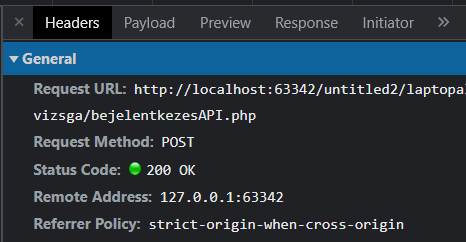 × Headers Payload Preview Response Initiator »
▼ General
Request URL: http://localhost:63342/untitled2/laptopa
vizsga/bejelentkezesAPI.php
Request Method: POST
Status Code: 200 OK
Remote Address: 127.0.0.1:63342
Referrer Policy: strict-origin-when-cross-origin